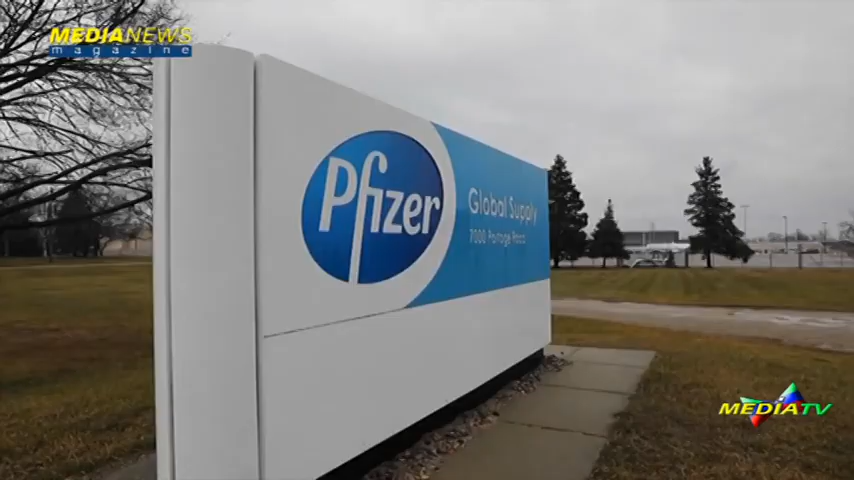 MEDIANEWS
magazine
Pfizer
Global Supply
7000 Portage Road
MEDIATV